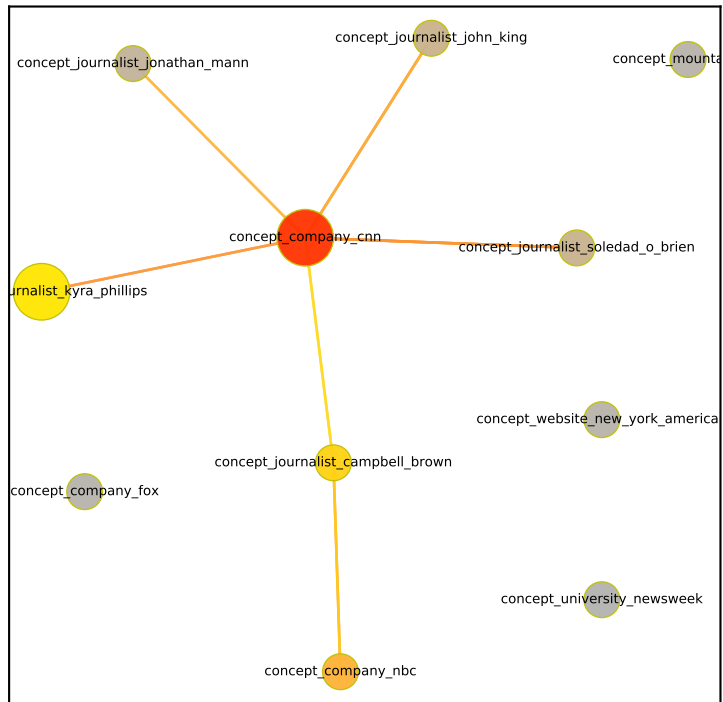 concept_journalist_john_king
concept_mounta
concept_journalist_jonathan_mann
concept_company_cnn
concept_journalist_soledad_o_brien
urnalist_kyra_phillips
concept_website_new_york_america
concept_journalist_campbell_brown
concept_company_fox
concept_university_newsweek
concept_company_nbc